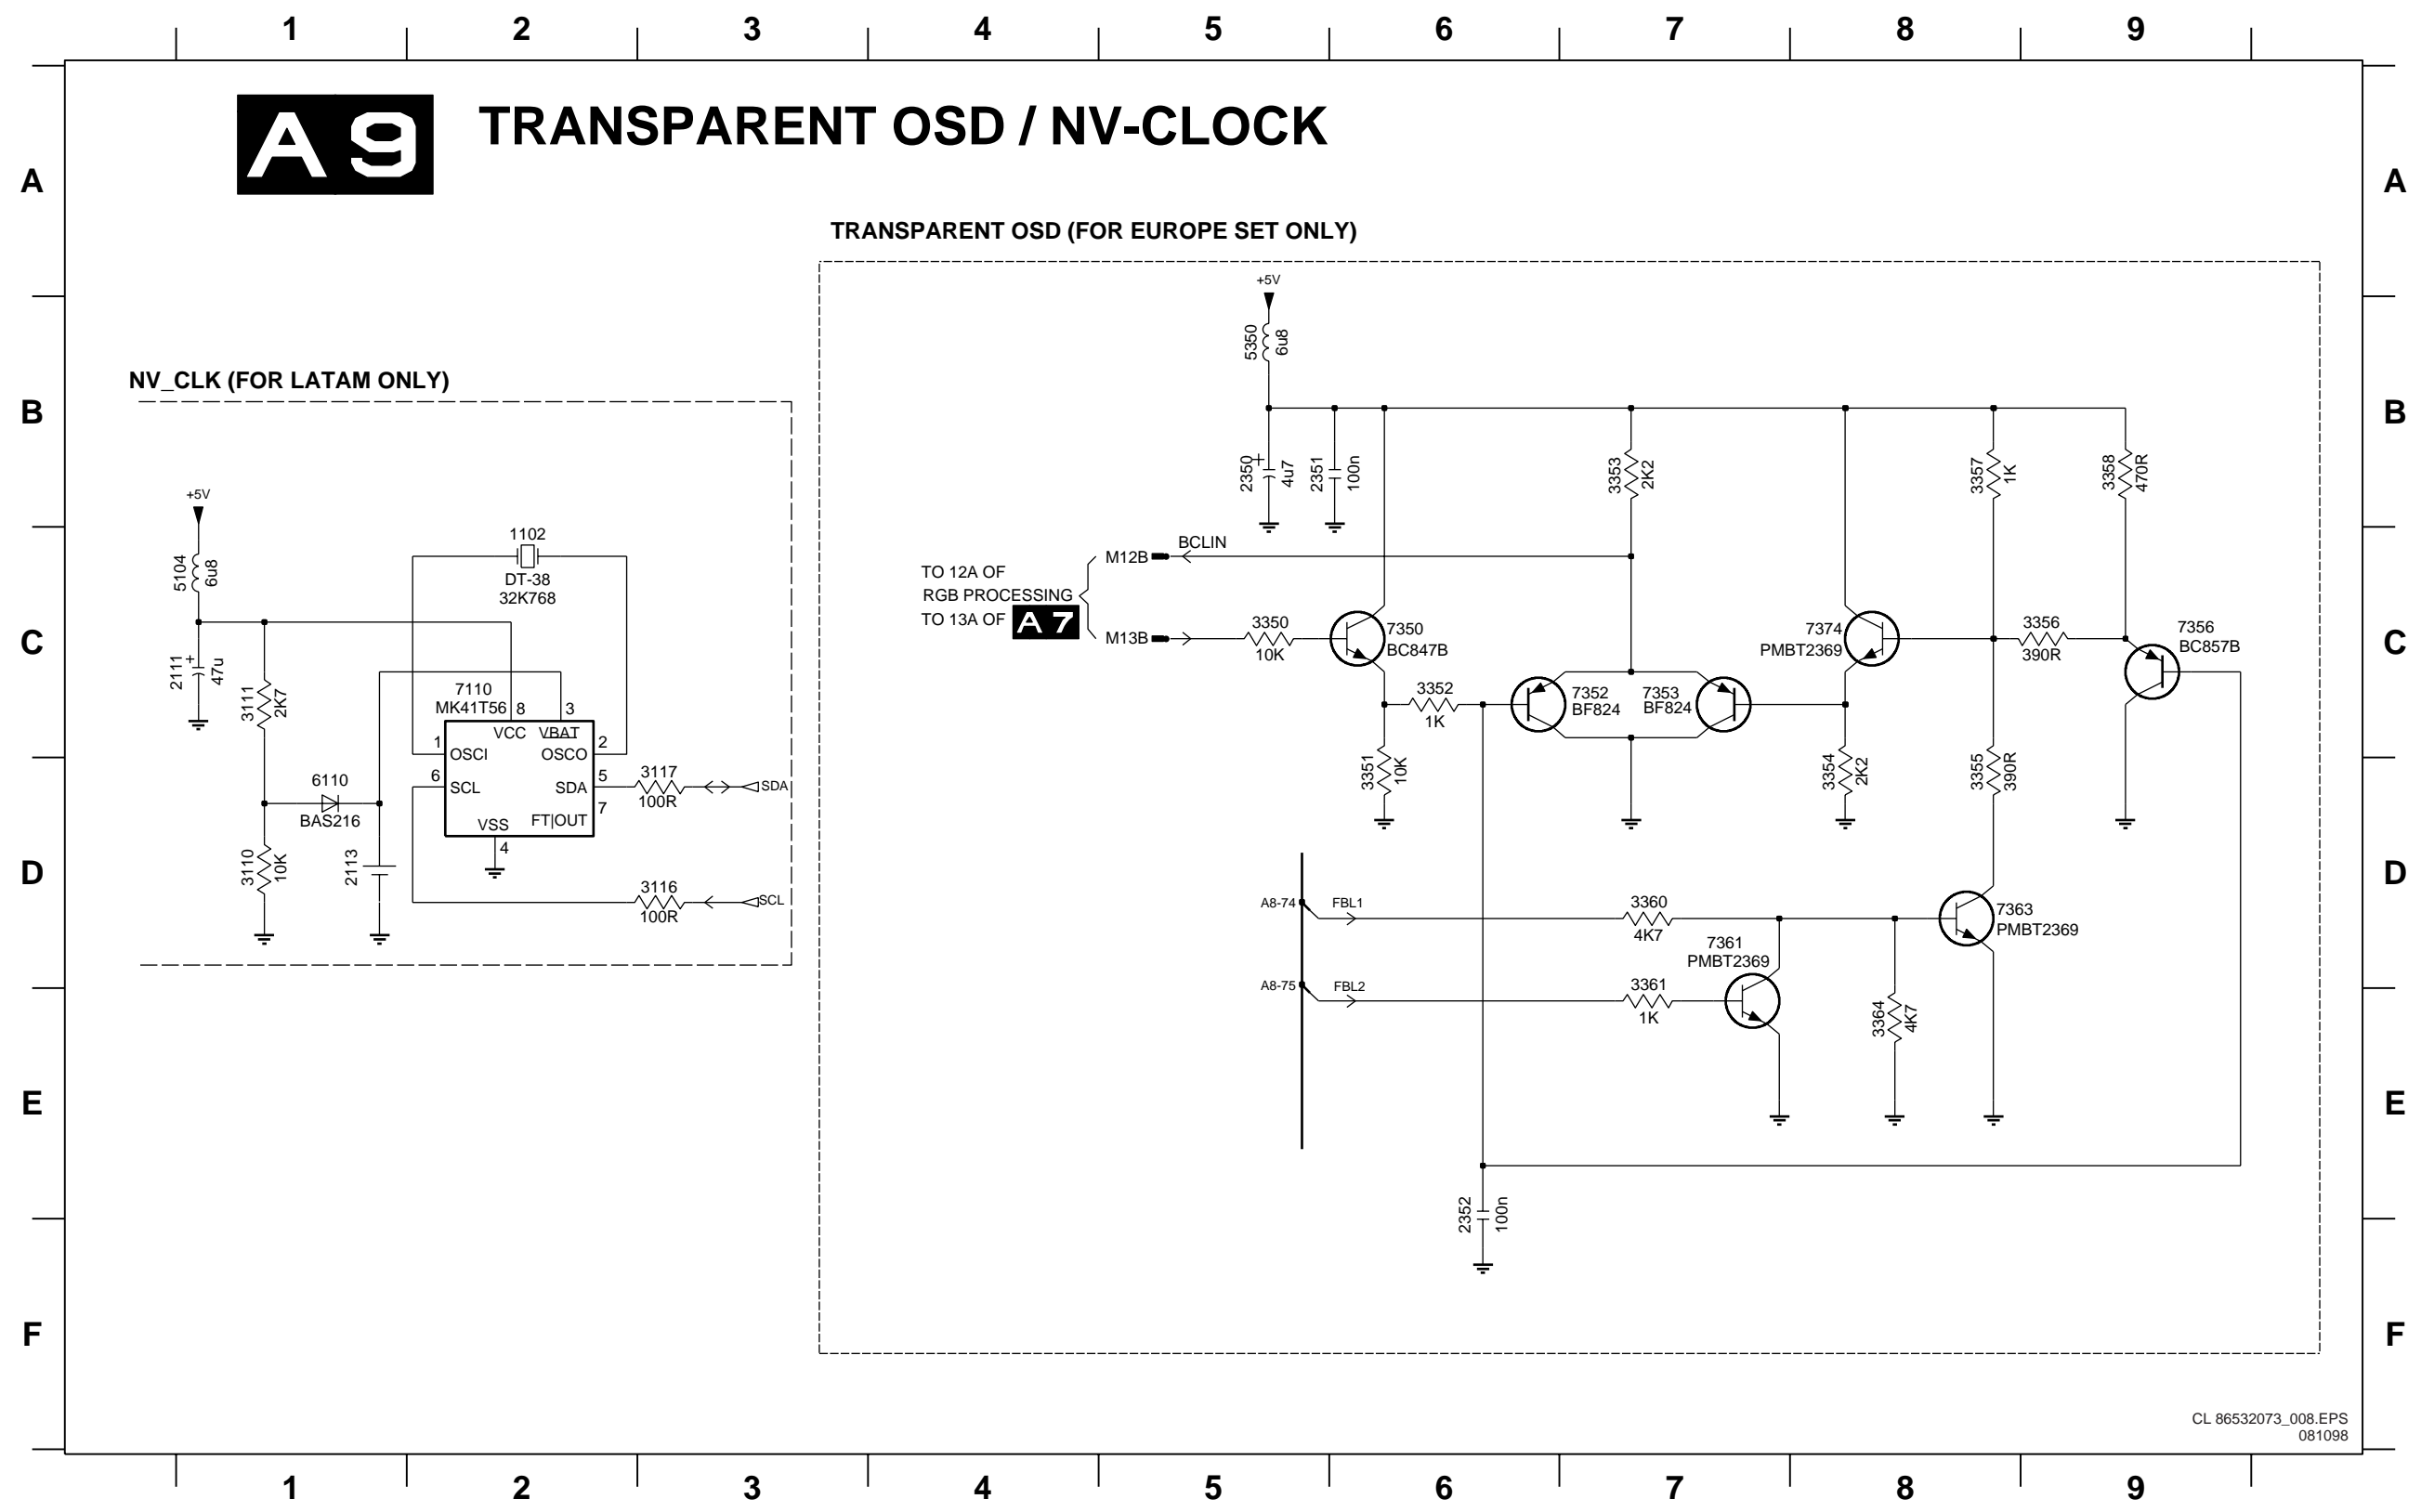 1 2 3 4 5 6 7 8 9
A9 TRANSPARENT OSD / NV-CLOCK
A A
TRANSPARENT OSD (FOR EUROPE SET ONLY)
+5V
5350
6u8
NV_CLK (FOR LATAM ONLY)
B B
2350
+
4u7
2351
100n
3353
2K2
3357
1K
3358
470R
+5V
5104
6u8
1102
DT-38
32K768
BCLIN
M12B
TO 12A OF
RGB PROCESSING
TO 13A OF A7
M13B
3350
10K
7350
BC847B
7374
PMBT2369
3356
390R
7356
BC857B
C C
2111
+
47u
3111
2K7
7110
MK41T56
8
3
VCC
VBAT
1
OSCI
OSCO
2
6
SCL
SDA
5
FT|OUT
7
VSS
4
3352
1K
7352
BF824
7353
BF824
3351
10K
3354
2K2
3355
390R
6110
BAS216
3117
100R
SDA
3110
10K
2113
D D
3116
100R
SCL
A8-74
FBL1
3360
4K7
7361
PMBT2369
7363
PMBT2369
A8-75
FBL2
3361
1K
3364
4K7
E E
2352
100n
F F
CL 86532073_008.EPS
081098
1 2 3 4 5 6 7 8 9